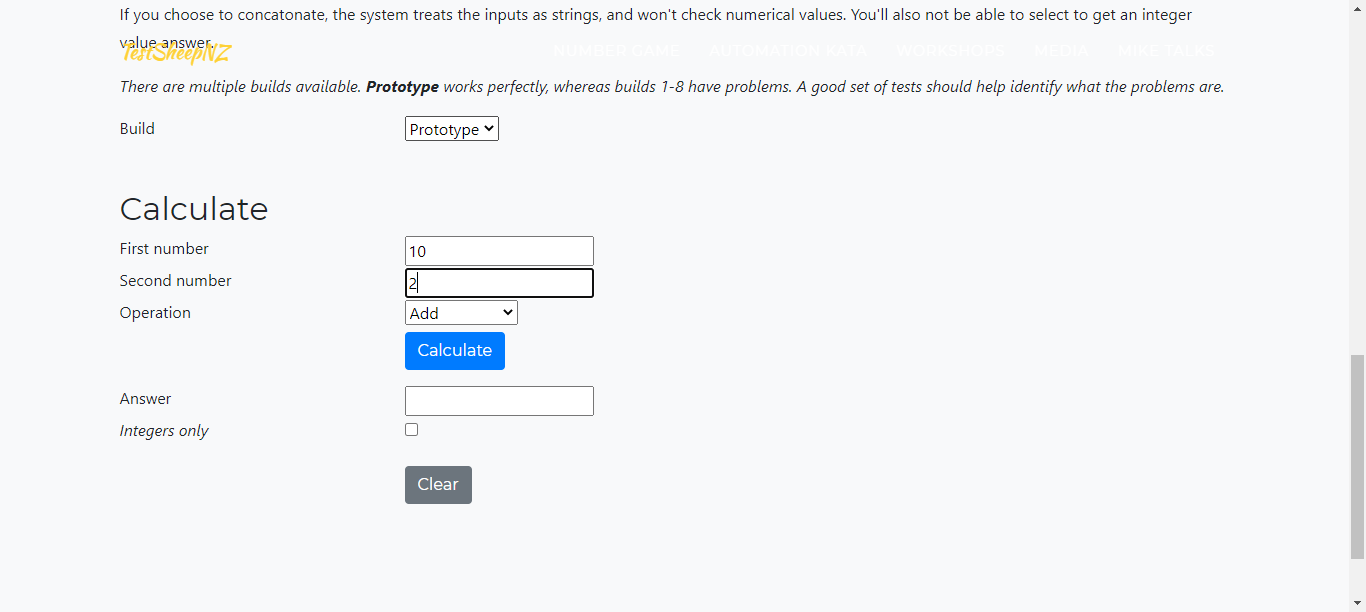 If you choose to concatonate, the system treats the inputs as strings, and won't check numerical values. You'll also not be able to select to get an integer
value answer.
TestSheepNZ NUMBER GAME AUTOMATION KATAS WORKSHOPS MEDIA MIKE TALKS
There are multiple builds available. Prototype works perfectly, whereas builds 1-8 have problems. A good set of tests should help identify what the problems are.
Build Prototype
Calculate
First number 10
Second number 2
Operation Add
Calculate
Answer
Integers only
Clear